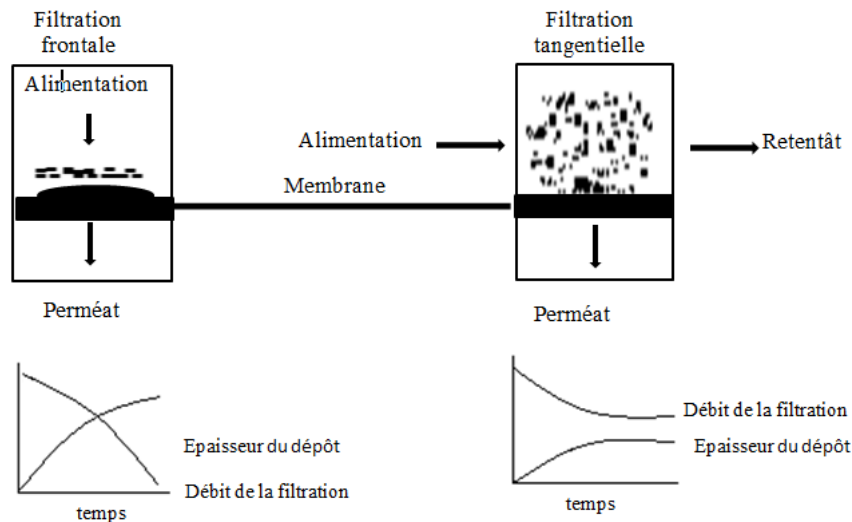 Filtration
frontale
Alimentation
Perméat
Filtration
tangentielle
Alimentation
Retentât
Membrane
Perméat
Epaisseur du dépôt
Débit de la filtration
temps
Débit de la filtration
Epaisseur du dépôt
temps